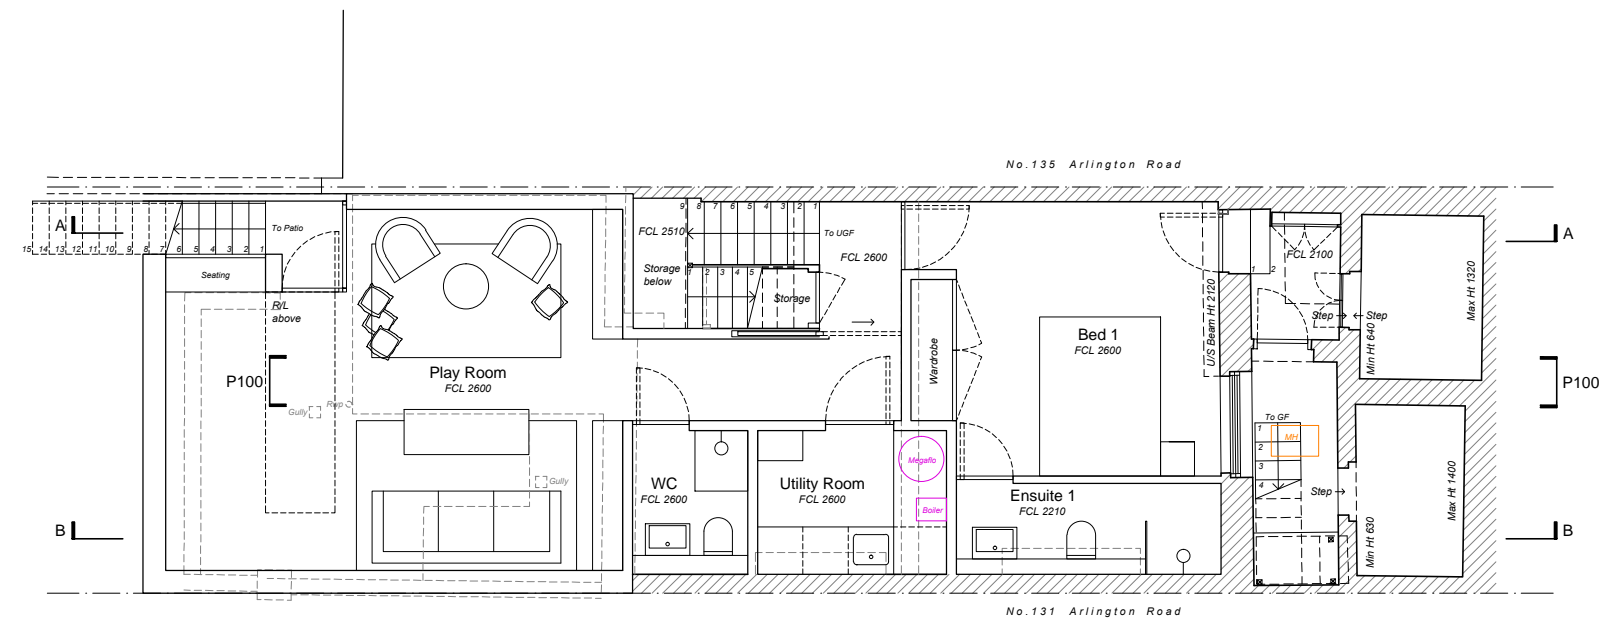 No.135 Arlington Road
A
15 14 13 12 11 10 9 8 7 6 5 4 3 2 1
To Patio
Seating
R/L
above
P100
Gully
Rwp
Play Room
FCL 2600
Gully
B
FCL 2510
9 8 7 6 5 4 3 2 1
To UGF
FCL 2600
Storage
below
1 2 3 4 5
Storage
Wardrobe
Bed 1
FCL 2600
U/S Beam Ht 2120
1 2
FCL 2100
Step
Step
Min Ht 640
Max Ht 1320
A
P100
WC
FCL 2600
Utility Room
FCL 2600
Megaflo
Boiler
Ensuite 1
FCL 2210
To GF
1
2
3
4
MH
Step
Min Ht 630
Max Ht 1400
B
No.131 Arlington Road